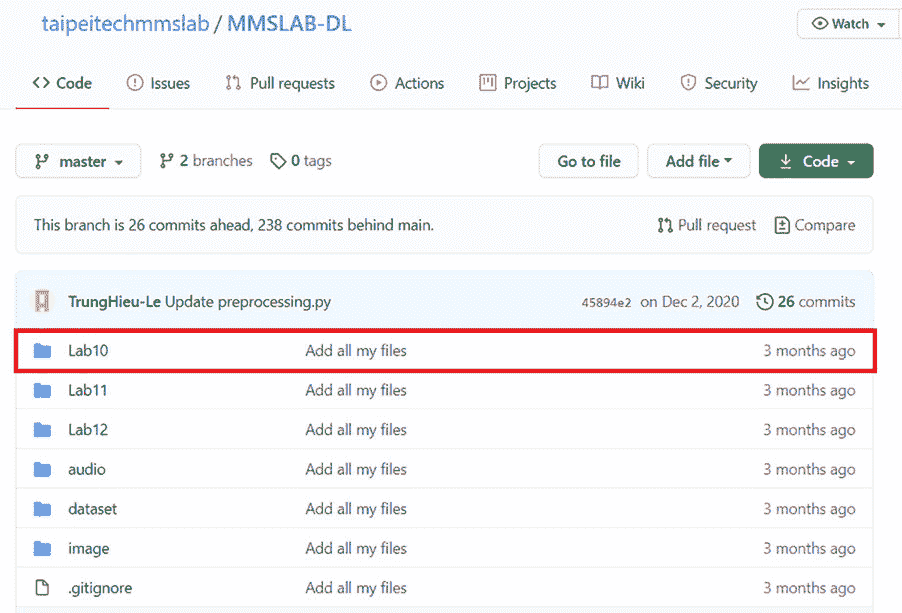 taipeitechmmslab / MMSLAB-DL Watch
Code Issues Pull requests Actions Projects Wiki Security Insights
master 2 branches 0 tags Go to file Add file Code
This branch is 26 commits ahead, 238 commits behind main. Pull request Compare
TrungHieu-Le Update preprocessing.py 45894e2 on Dec 2, 2020 26 commits
Lab10 Add all my files 3 months ago
Lab11 Add all my files 3 months ago
Lab12 Add all my files 3 months ago
audio Add all my files 3 months ago
dataset Add all my files 3 months ago
image Add all my files 3 months ago
.gitignore Add all my files 3 months ago